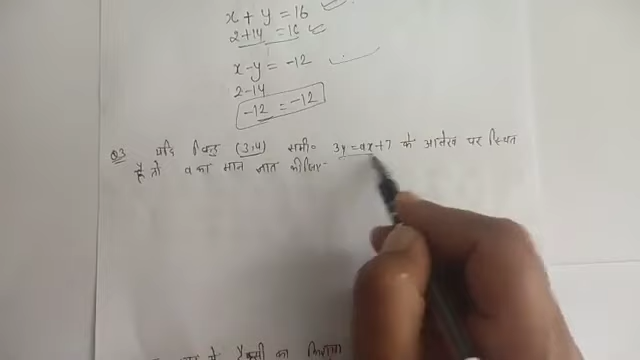 x + y = 16
2+14 = 16
x-y = -12
2-14
-12 = -12
Q3 यदि बिन्दु (3,4) समी० 3y = ax+7 के आलेख पर स्थित
है तो a का मान ज्ञात कीजिए-
का किराया